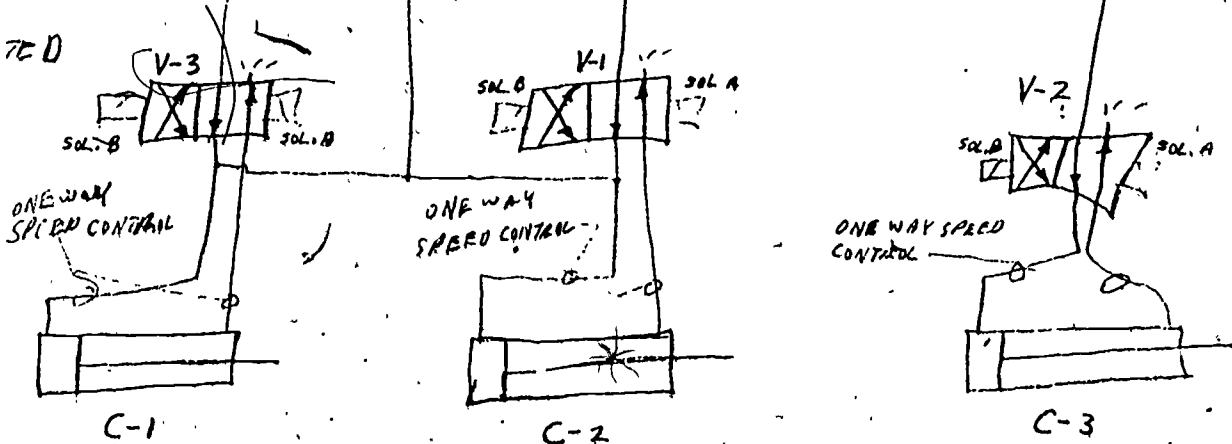 TED
V-3
SOL. B
SOL. A
V-1
SOL B
SOL A
V-2
SOL. B
SOL. A
ONE WAY
SPEED CONTROL
ONE WAY
SPEED CONTROL
ONE WAY SPEED
CONTROL
C-1
C-2
C-3